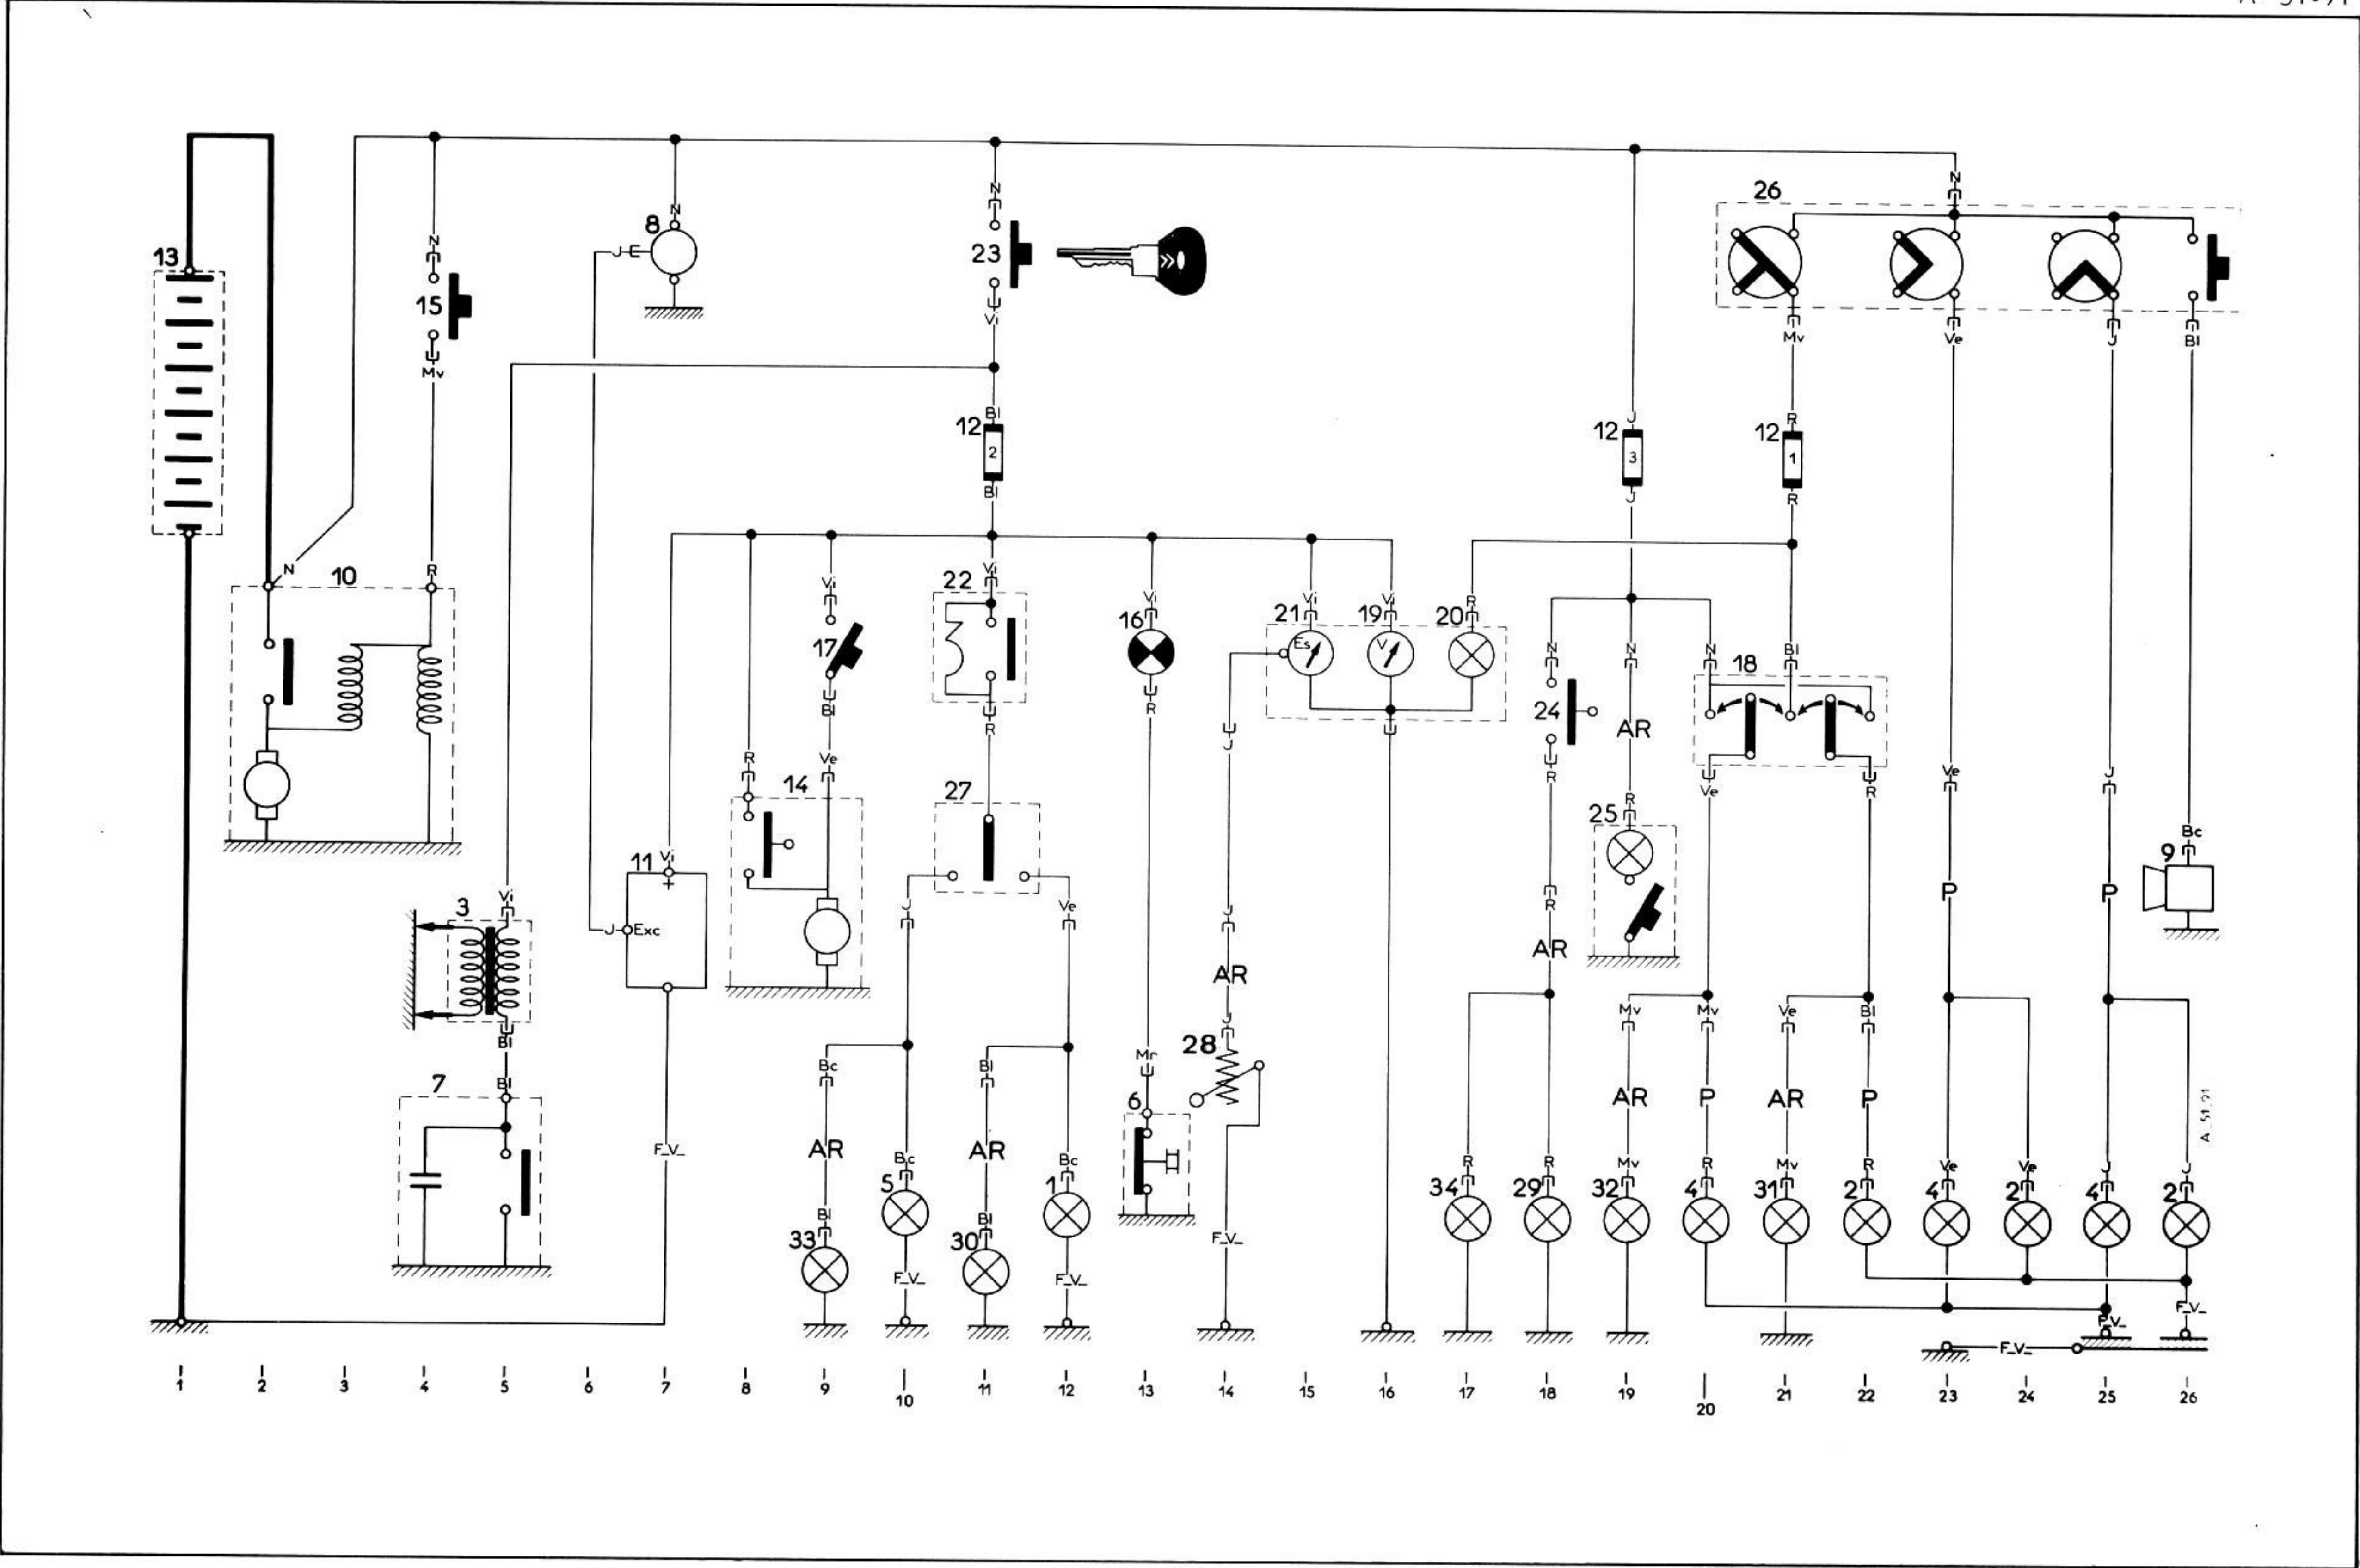 26
N
N
N
8
N
23
J E
13
15
Vi
Mv
Mv
Ve
J
Bl
Bl
J
R
12
2
12
3
12
1
Bl
J
R
N
10
R
Vi
Vi
Vi
Vi
Vi
R
22
16
21
19
20
Es
V
17
N
N
N
Bl
18
Bl
R
R
24
AR
J
R
Ve
R
R
Ve
14
27
Ve
J
R
25
Bc
9
11
Vi
+
P
P
Vi
J
Ve
J
R
3
J
Exc
AR
AR
Mv
Mv
Ve
Bl
J
Bl
28
Bc
Bl
Mr
7
Bl
6
AR
P
AR
P
A 51 91
F_V_
AR
AR
Bc
Bc
R
R
Mv
R
Mv
R
Ve
Ve
J
J
5
1
34
29
32
4
31
2
4
2
4
2
Bl
Bl
33
30
F_V_
F_V_
F_V_
F_V_
F_V_
F_V_
1 2 3 4 5 6 7 8 9 10 11 12 13 14 15 16 17 18 19 20 21 22 23 24 25 26